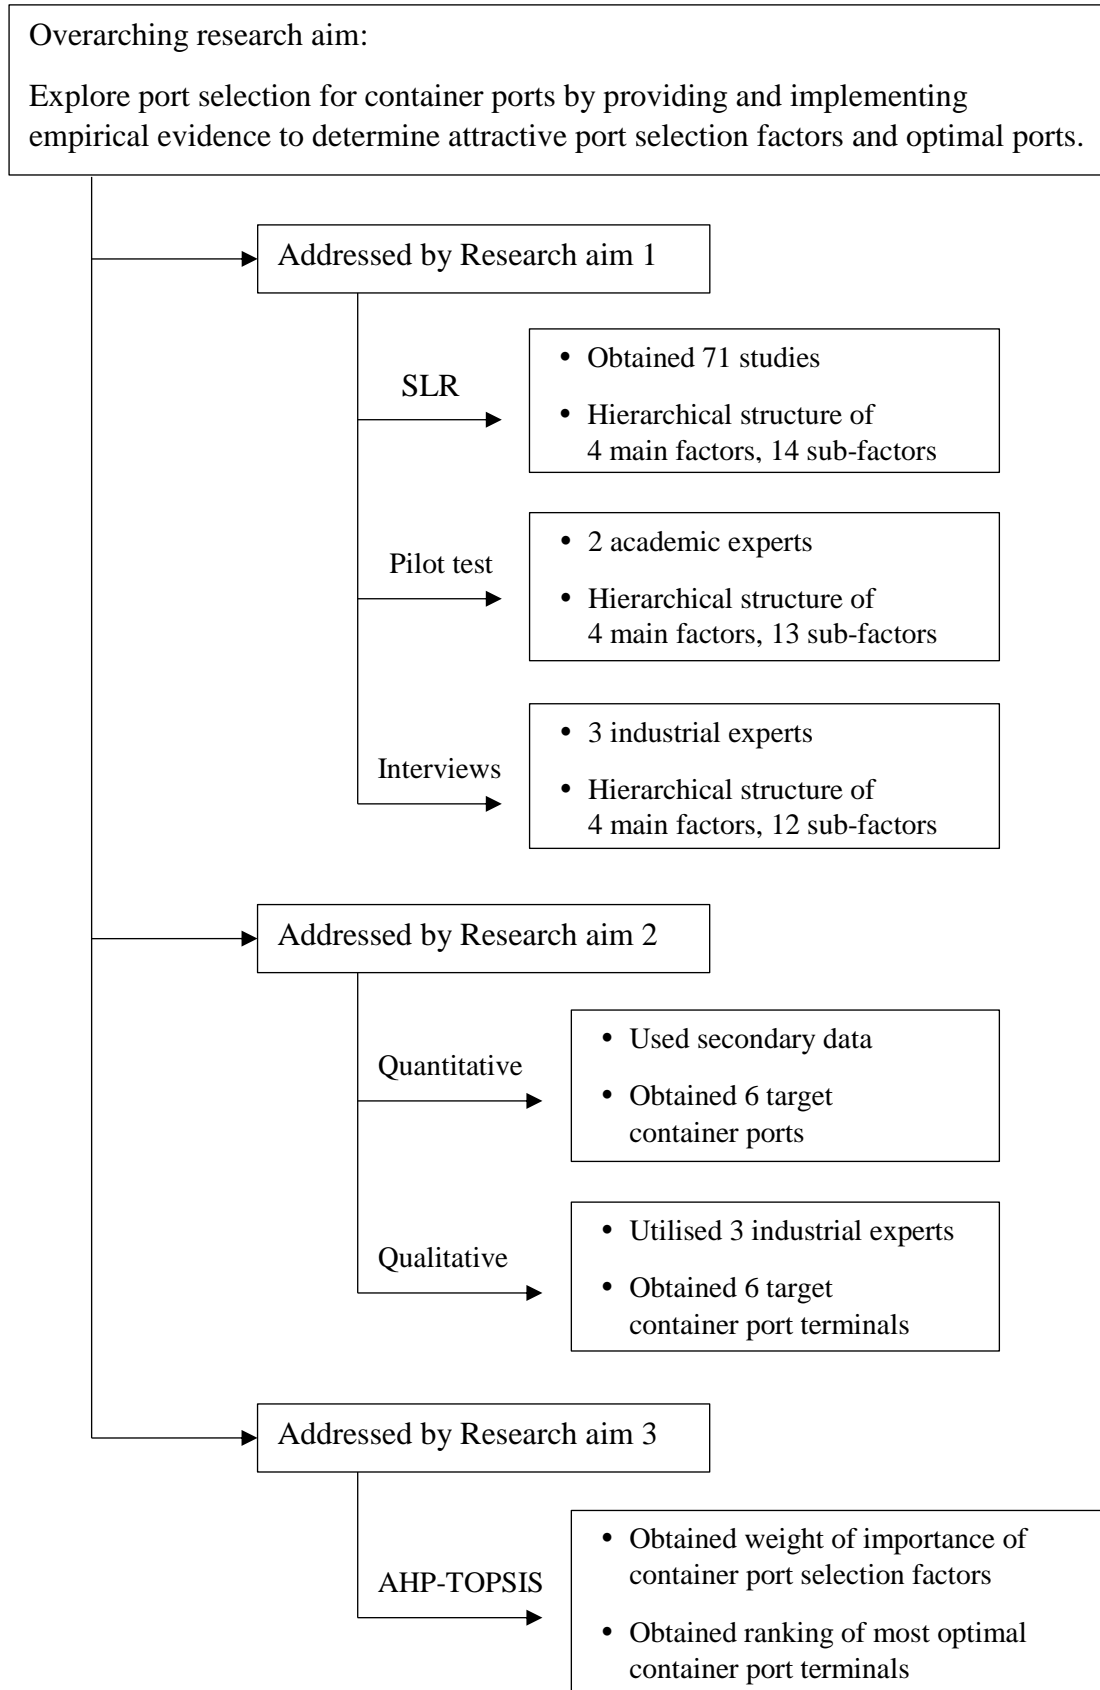 Overarching research aim:
Explore port selection for container ports by providing and implementing
empirical evidence to determine attractive port selection factors and optimal ports.
Addressed by Research aim 1
SLR
• Obtained 71 studies
• Hierarchical structure of
4 main factors, 14 sub-factors
Pilot test
• 2 academic experts
• Hierarchical structure of
4 main factors, 13 sub-factors
Interviews
• 3 industrial experts
• Hierarchical structure of
4 main factors, 12 sub-factors
Addressed by Research aim 2
Quantitative
• Used secondary data
• Obtained 6 target
container ports
Qualitative
• Utilised 3 industrial experts
• Obtained 6 target
container port terminals
Addressed by Research aim 3
AHP-TOPSIS
• Obtained weight of importance of
container port selection factors
• Obtained ranking of most optimal
container port terminals